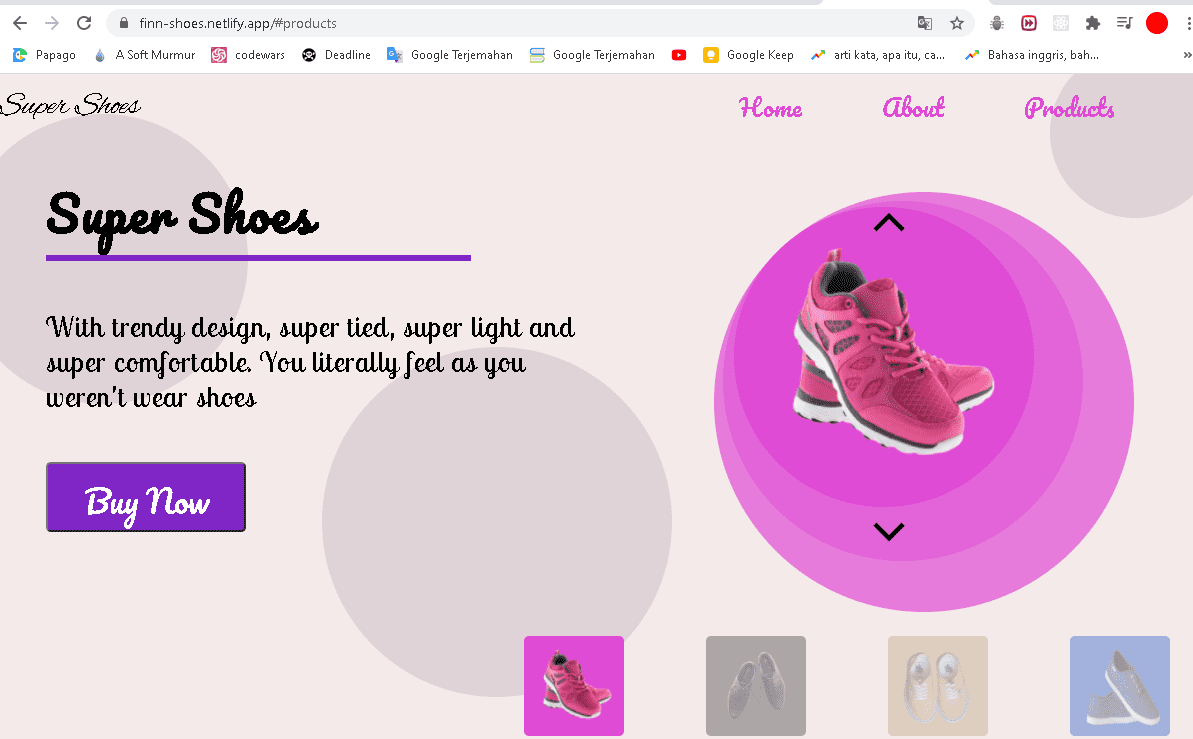 finn-shoes.netlify.app/#products
Papago A Soft Murmur codewars Deadline Google Terjemahan Google Terjemahan Google Keep arti kata, apa itu, ca... Bahasa inggris, bah...
Super Shoes Home About Products
Super Shoes
With trendy design, super tied, super light and
super comfortable. You literally feel as you
weren't wear shoes
Buy Now